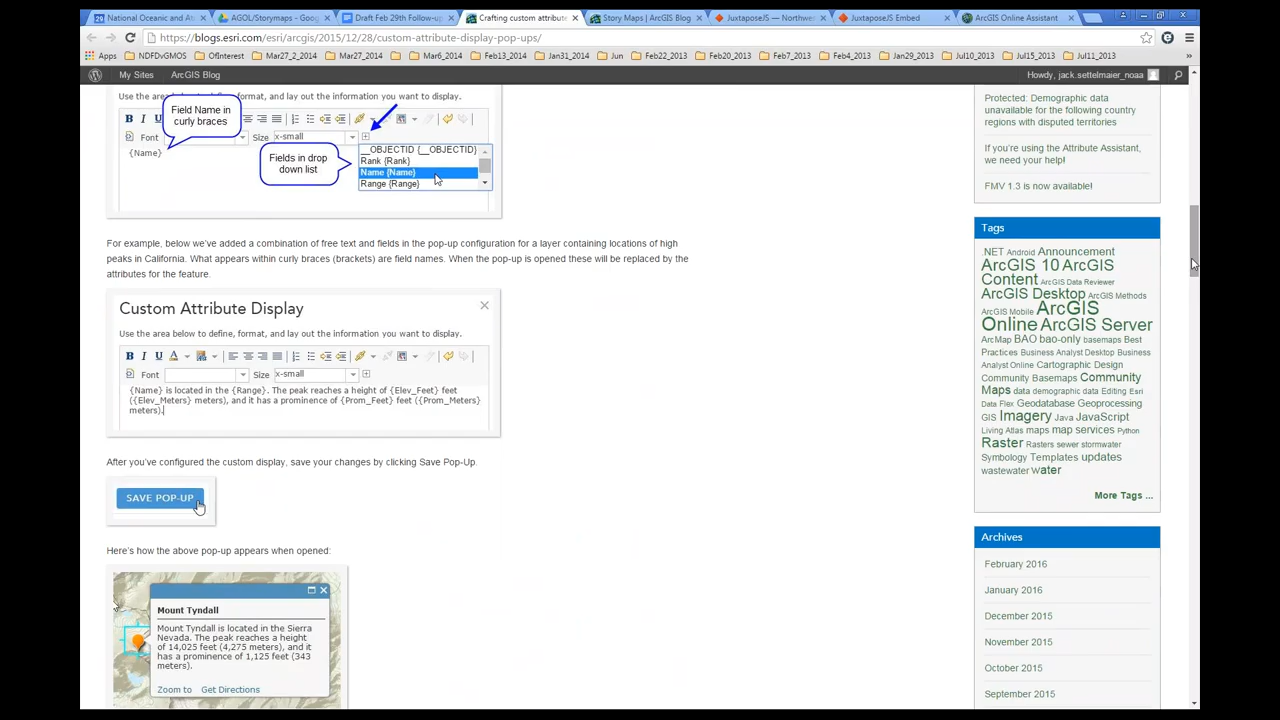 National Oceanic and At
AGOL/Storymaps - Goog
Draft Feb 29th Follow-up
Crafting custom attribute
Story Maps | ArcGIS Blog
JuxtaposeJS — Northwes
JuxtaposeJS Embed
ArcGIS Online Assistant
https://blogs.esri.com/esri/arcgis/2015/12/28/custom-attribute-display-pop-ups/
Apps
NDFDvGMOS
OfInterest
Mar27_2_2014
Mar27_2014
Mar6_2014
Feb13_2014
Jan31_2014
Jun
Feb22_2013
Feb20_2013
Feb7_2013
Feb4_2013
Jan29_2013
Jul10_2013
Jul15_2013
Jul11_2013
My Sites
ArcGIS Blog
Howdy, jack.settelmaier_noaa
Use the area below to define, format, and lay out the information you want to display.
Field Name in
curly braces
B I U
Font
Size
x-small
{Name}
Fields in drop
down list
__OBJECTID {__OBJECTID}
Rank {Rank}
Name {Name}
Range {Range}
For example, below we've added a combination of free text and fields in the pop-up configuration for a layer containing locations of high
peaks in California. What appears within curly braces (brackets) are field names. When the pop-up is opened these will be replaced by the
attributes for the feature.
Custom Attribute Display
Use the area below to define, format, and lay out the information you want to display.
B I U A
Font
Size
x-small
{Name} is located in the {Range}. The peak reaches a height of {Elev_Feet} feet
({Elev_Meters} meters), and it has a prominence of {Prom_Feet} feet ({Prom_Meters}
meters).
After you've configured the custom display, save your changes by clicking Save Pop-Up.
SAVE POP-UP
Here's how the above pop-up appears when opened:
Mount Tyndall
Mount Tyndall is located in the Sierra
Nevada. The peak reaches a height
of 14,025 feet (4,275 meters), and it
has a prominence of 1,125 feet (343
meters).
Zoom to
Get Directions
Protected: Demographic data
unavailable for the following country
regions with disputed territories
If you're using the Attribute Assistant,
we need your help!
FMV 1.3 is now available!
Tags
.NET Android Announcement
ArcGIS 10 ArcGIS
Content ArcGIS Data Reviewer
ArcGIS Desktop ArcGIS Methods
ArcGIS Mobile ArcGIS
Online ArcGIS Server
ArcMap BAO bao-only basemaps Best
Practices Business Analyst Desktop Business
Analyst Online Cartographic Design
Community Basemaps Community
Maps data demographic data Editing Esri
Data Flex Geodatabase Geoprocessing
GIS Imagery Java JavaScript
Living Atlas maps map services Python
Raster Rasters sewer stormwater
Symbology Templates updates
wastewater Water
More Tags ...
Archives
February 2016
January 2016
December 2015
November 2015
October 2015
September 2015